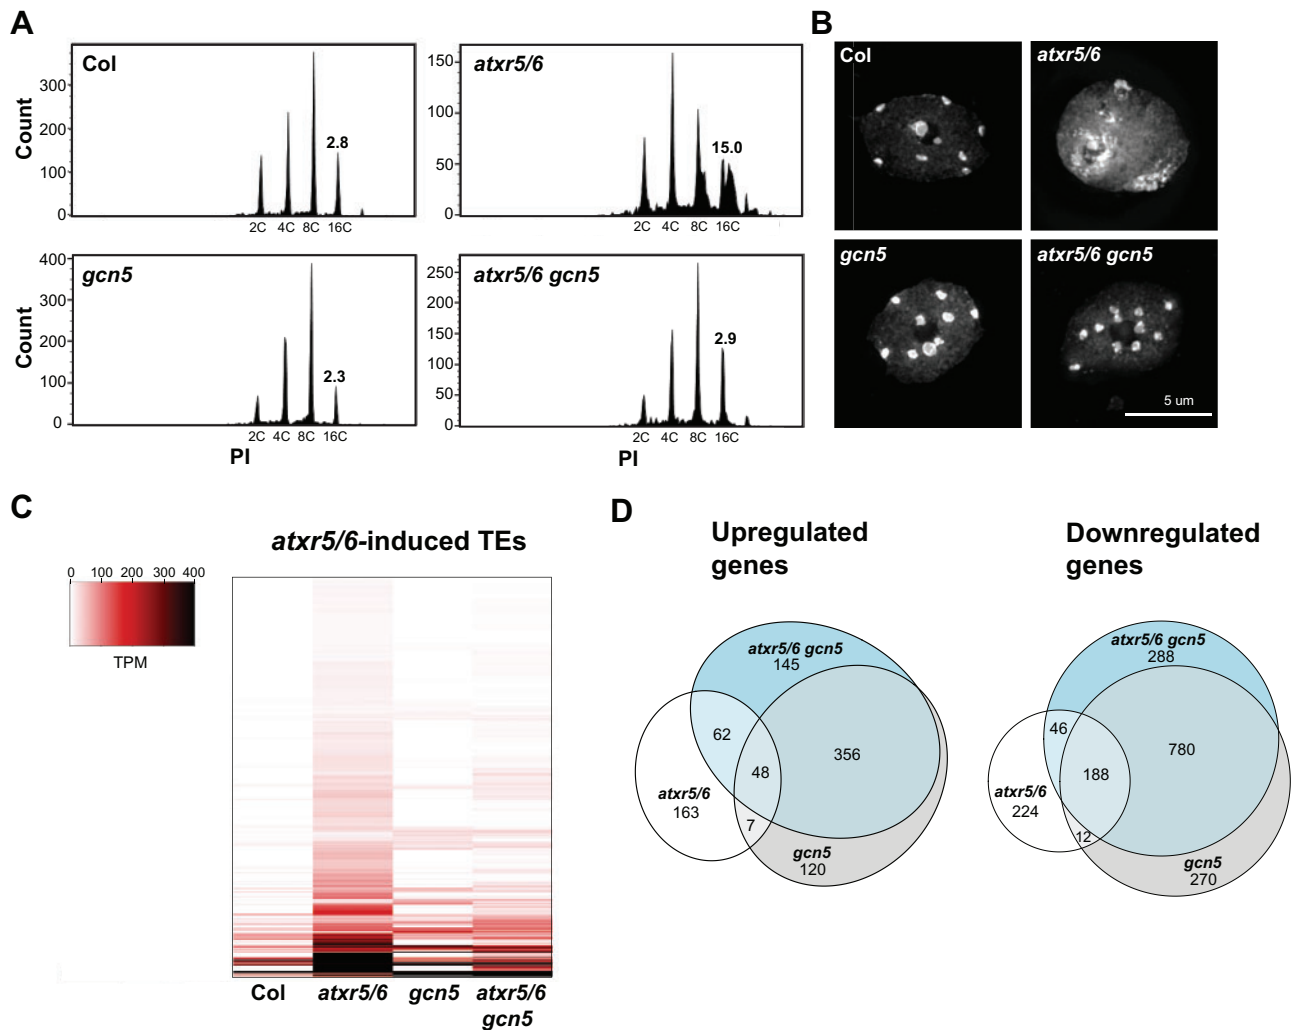 A
B
Col
Count
300
200
100
0
2.8
2C 4C 8C 16C
atxr5/6
150
100
50
0
15.0
2C 4C 8C 16C
gcn5
Count
400
300
200
100
0
2.3
2C 4C 8C 16C
PI
atxr5/6 gcn5
250
200
150
100
50
0
2.9
2C 4C 8C 16C
PI
Col
atxr5/6
gcn5
atxr5/6 gcn5
5 um
C
atxr5/6-induced TEs
0 100 200 300 400
TPM
Col
atxr5/6
gcn5
atxr5/6
gcn5
D
Upregulated
genes
atxr5/6 gcn5
145
62
48
356
atxr5/6
163
7
gcn5
120
Downregulated
genes
atxr5/6 gcn5
288
46
188
780
atxr5/6
224
12
gcn5
270